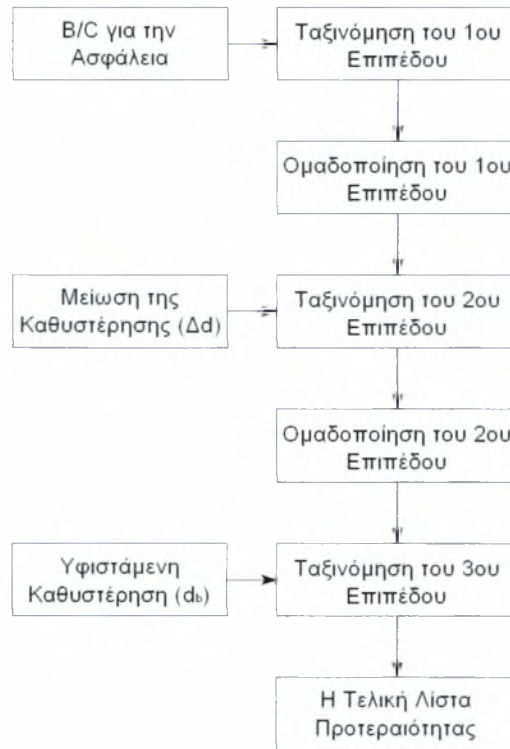 B/C για την
Ασφάλεια
Ταξινόμηση του 1ου
Επιπέδου
Ομαδοποίηση του 1ου
Επιπέδου
Μείωση της
Καθυστέρησης (Δd)
Ταξινόμηση του 2ου
Επιπέδου
Ομαδοποίηση του 2ου
Επιπέδου
Υφιστάμενη
Καθυστέρηση (db)
Ταξινόμηση του 3ου
Επιπέδου
Η Τελική Λίστα
Προτεραιότητας